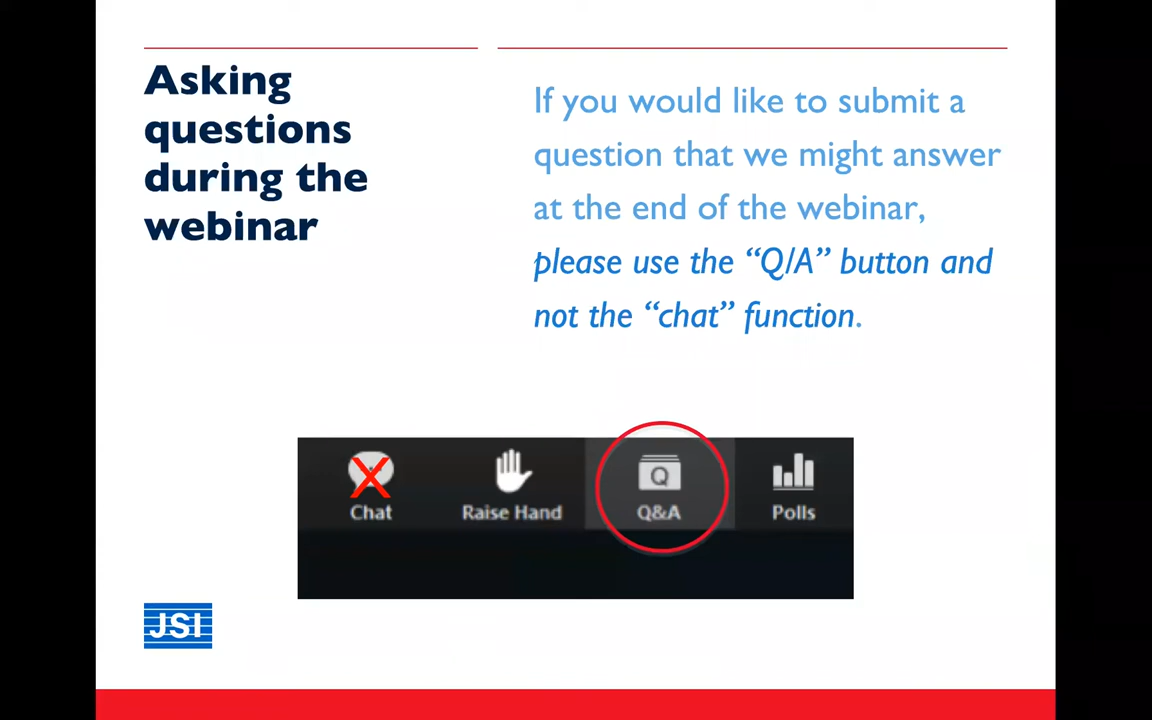 Asking
questions
during the
webinar
If you would like to submit a
question that we might answer
at the end of the webinar,
please use the “Q/A” button and
not the “chat” function.
Chat
Raise Hand
Q
Q&A
Polls
JSI